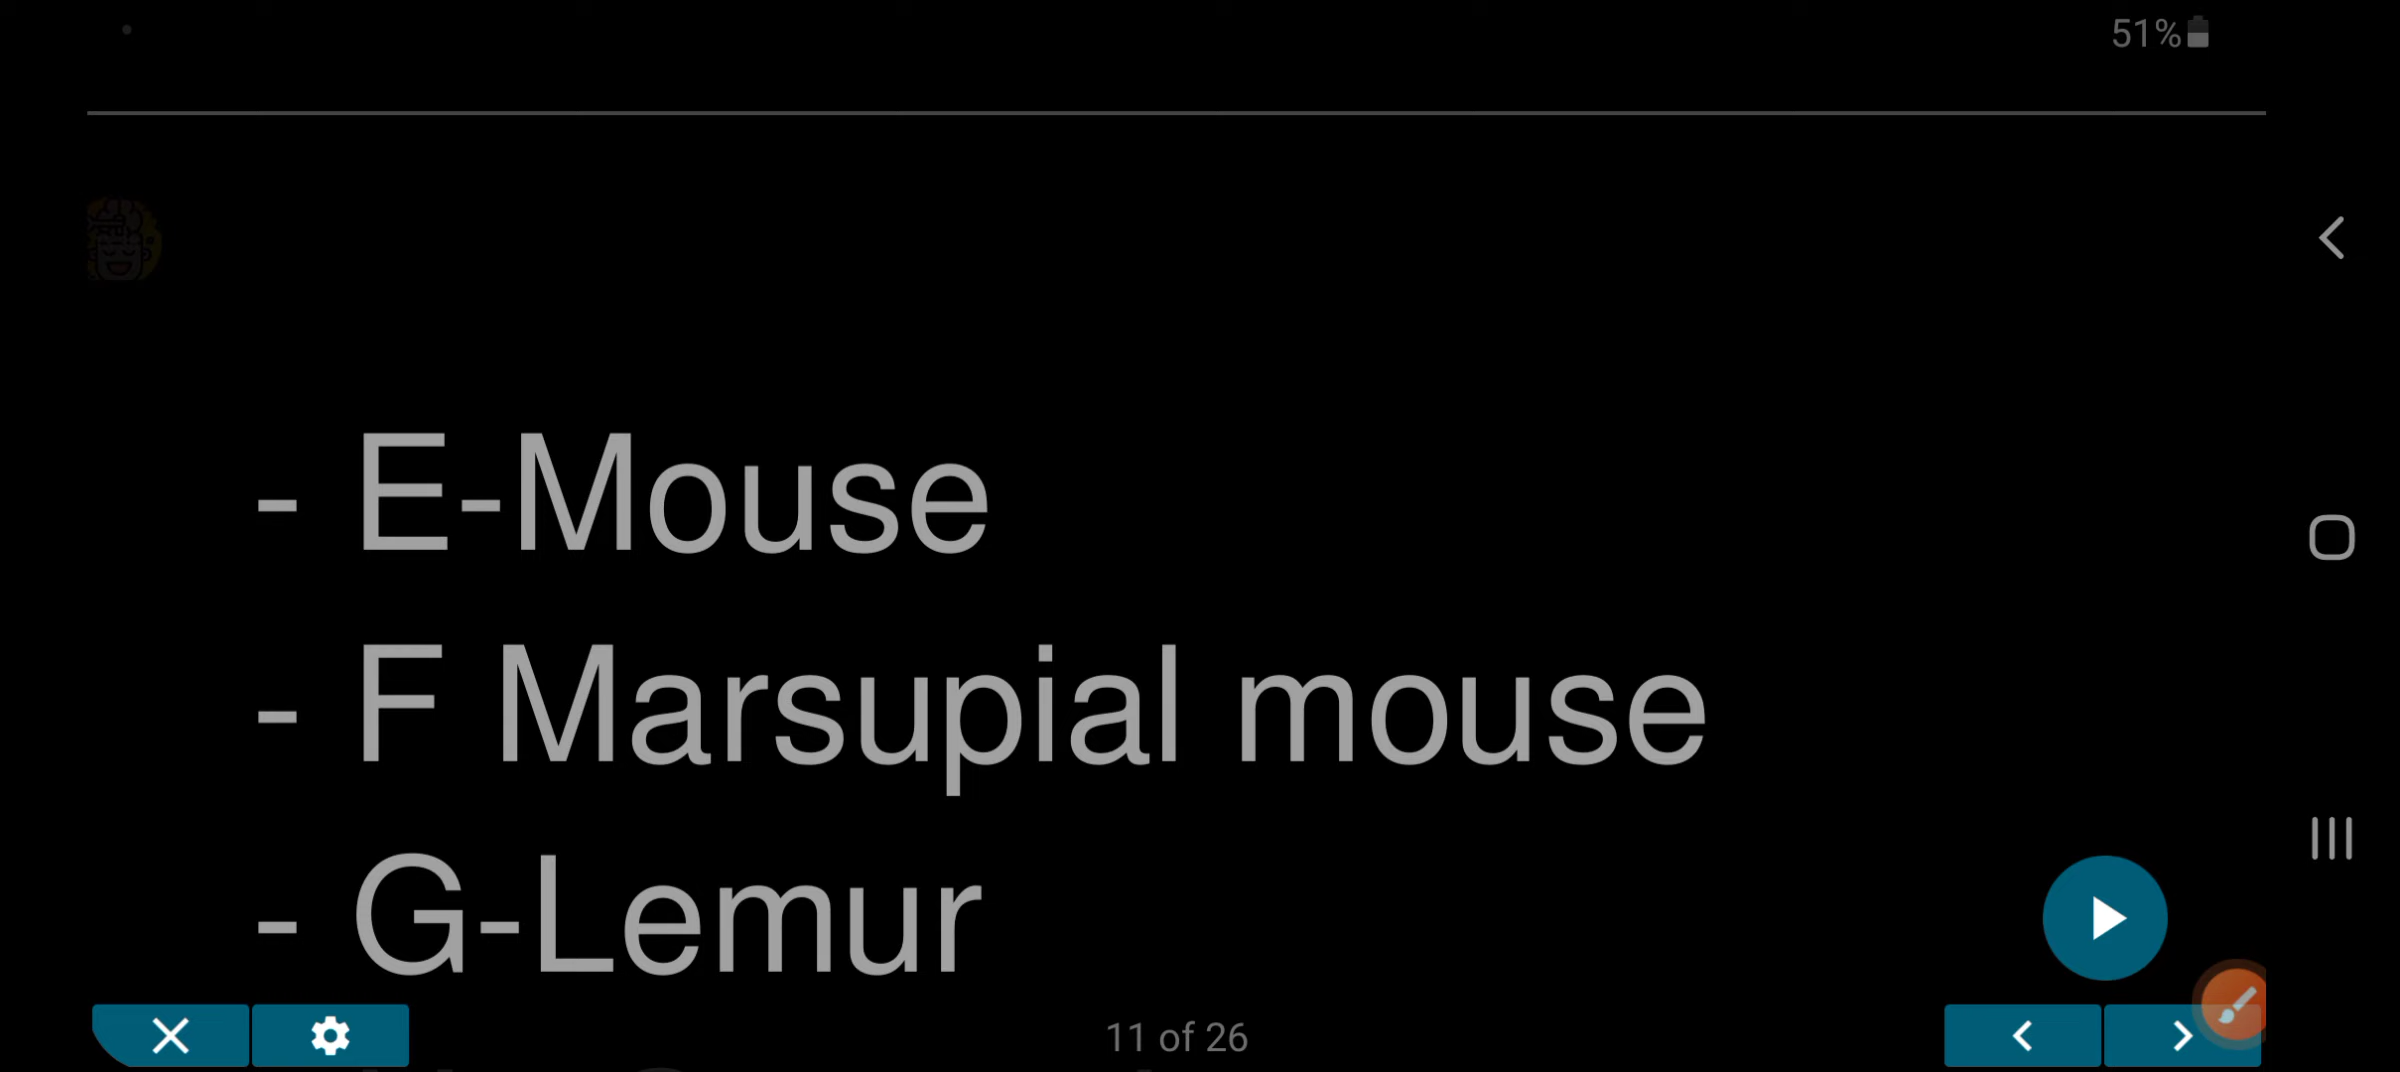 51%
- E-Mouse
- F Marsupial mouse
- G-Lemur
11 of 26